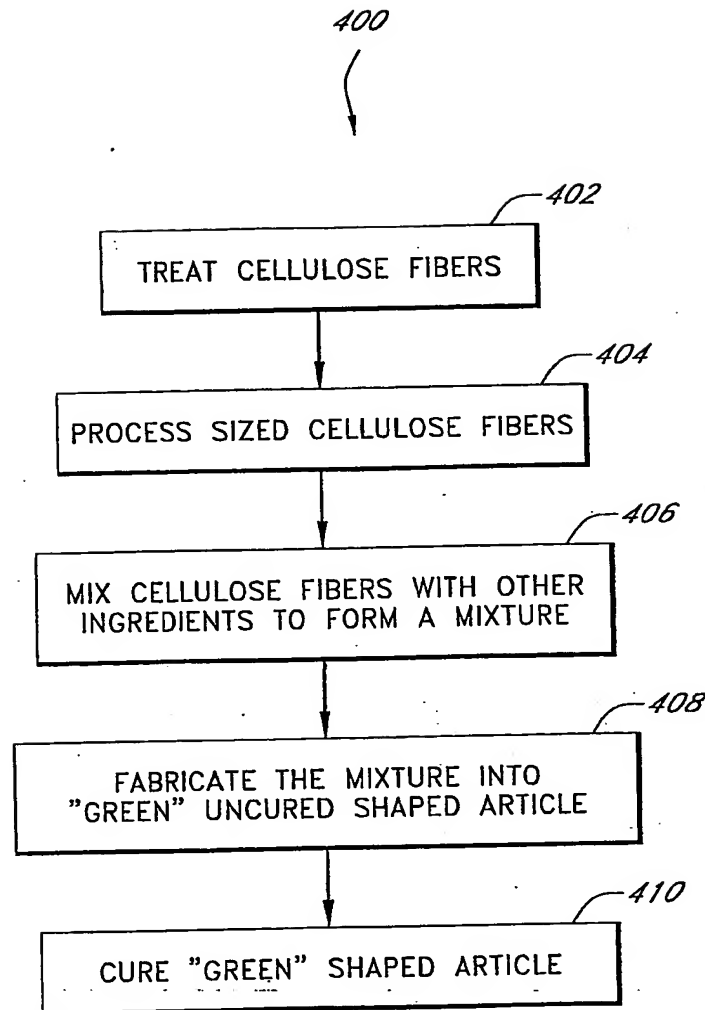 400
402
TREAT CELLULOSE FIBERS
404
PROCESS SIZED CELLULOSE FIBERS
406
MIX CELLULOSE FIBERS WITH OTHER
INGREDIENTS TO FORM A MIXTURE
408
FABRICATE THE MIXTURE INTO
"GREEN" UNCURED SHAPED ARTICLE
410
CURE "GREEN" SHAPED ARTICLE